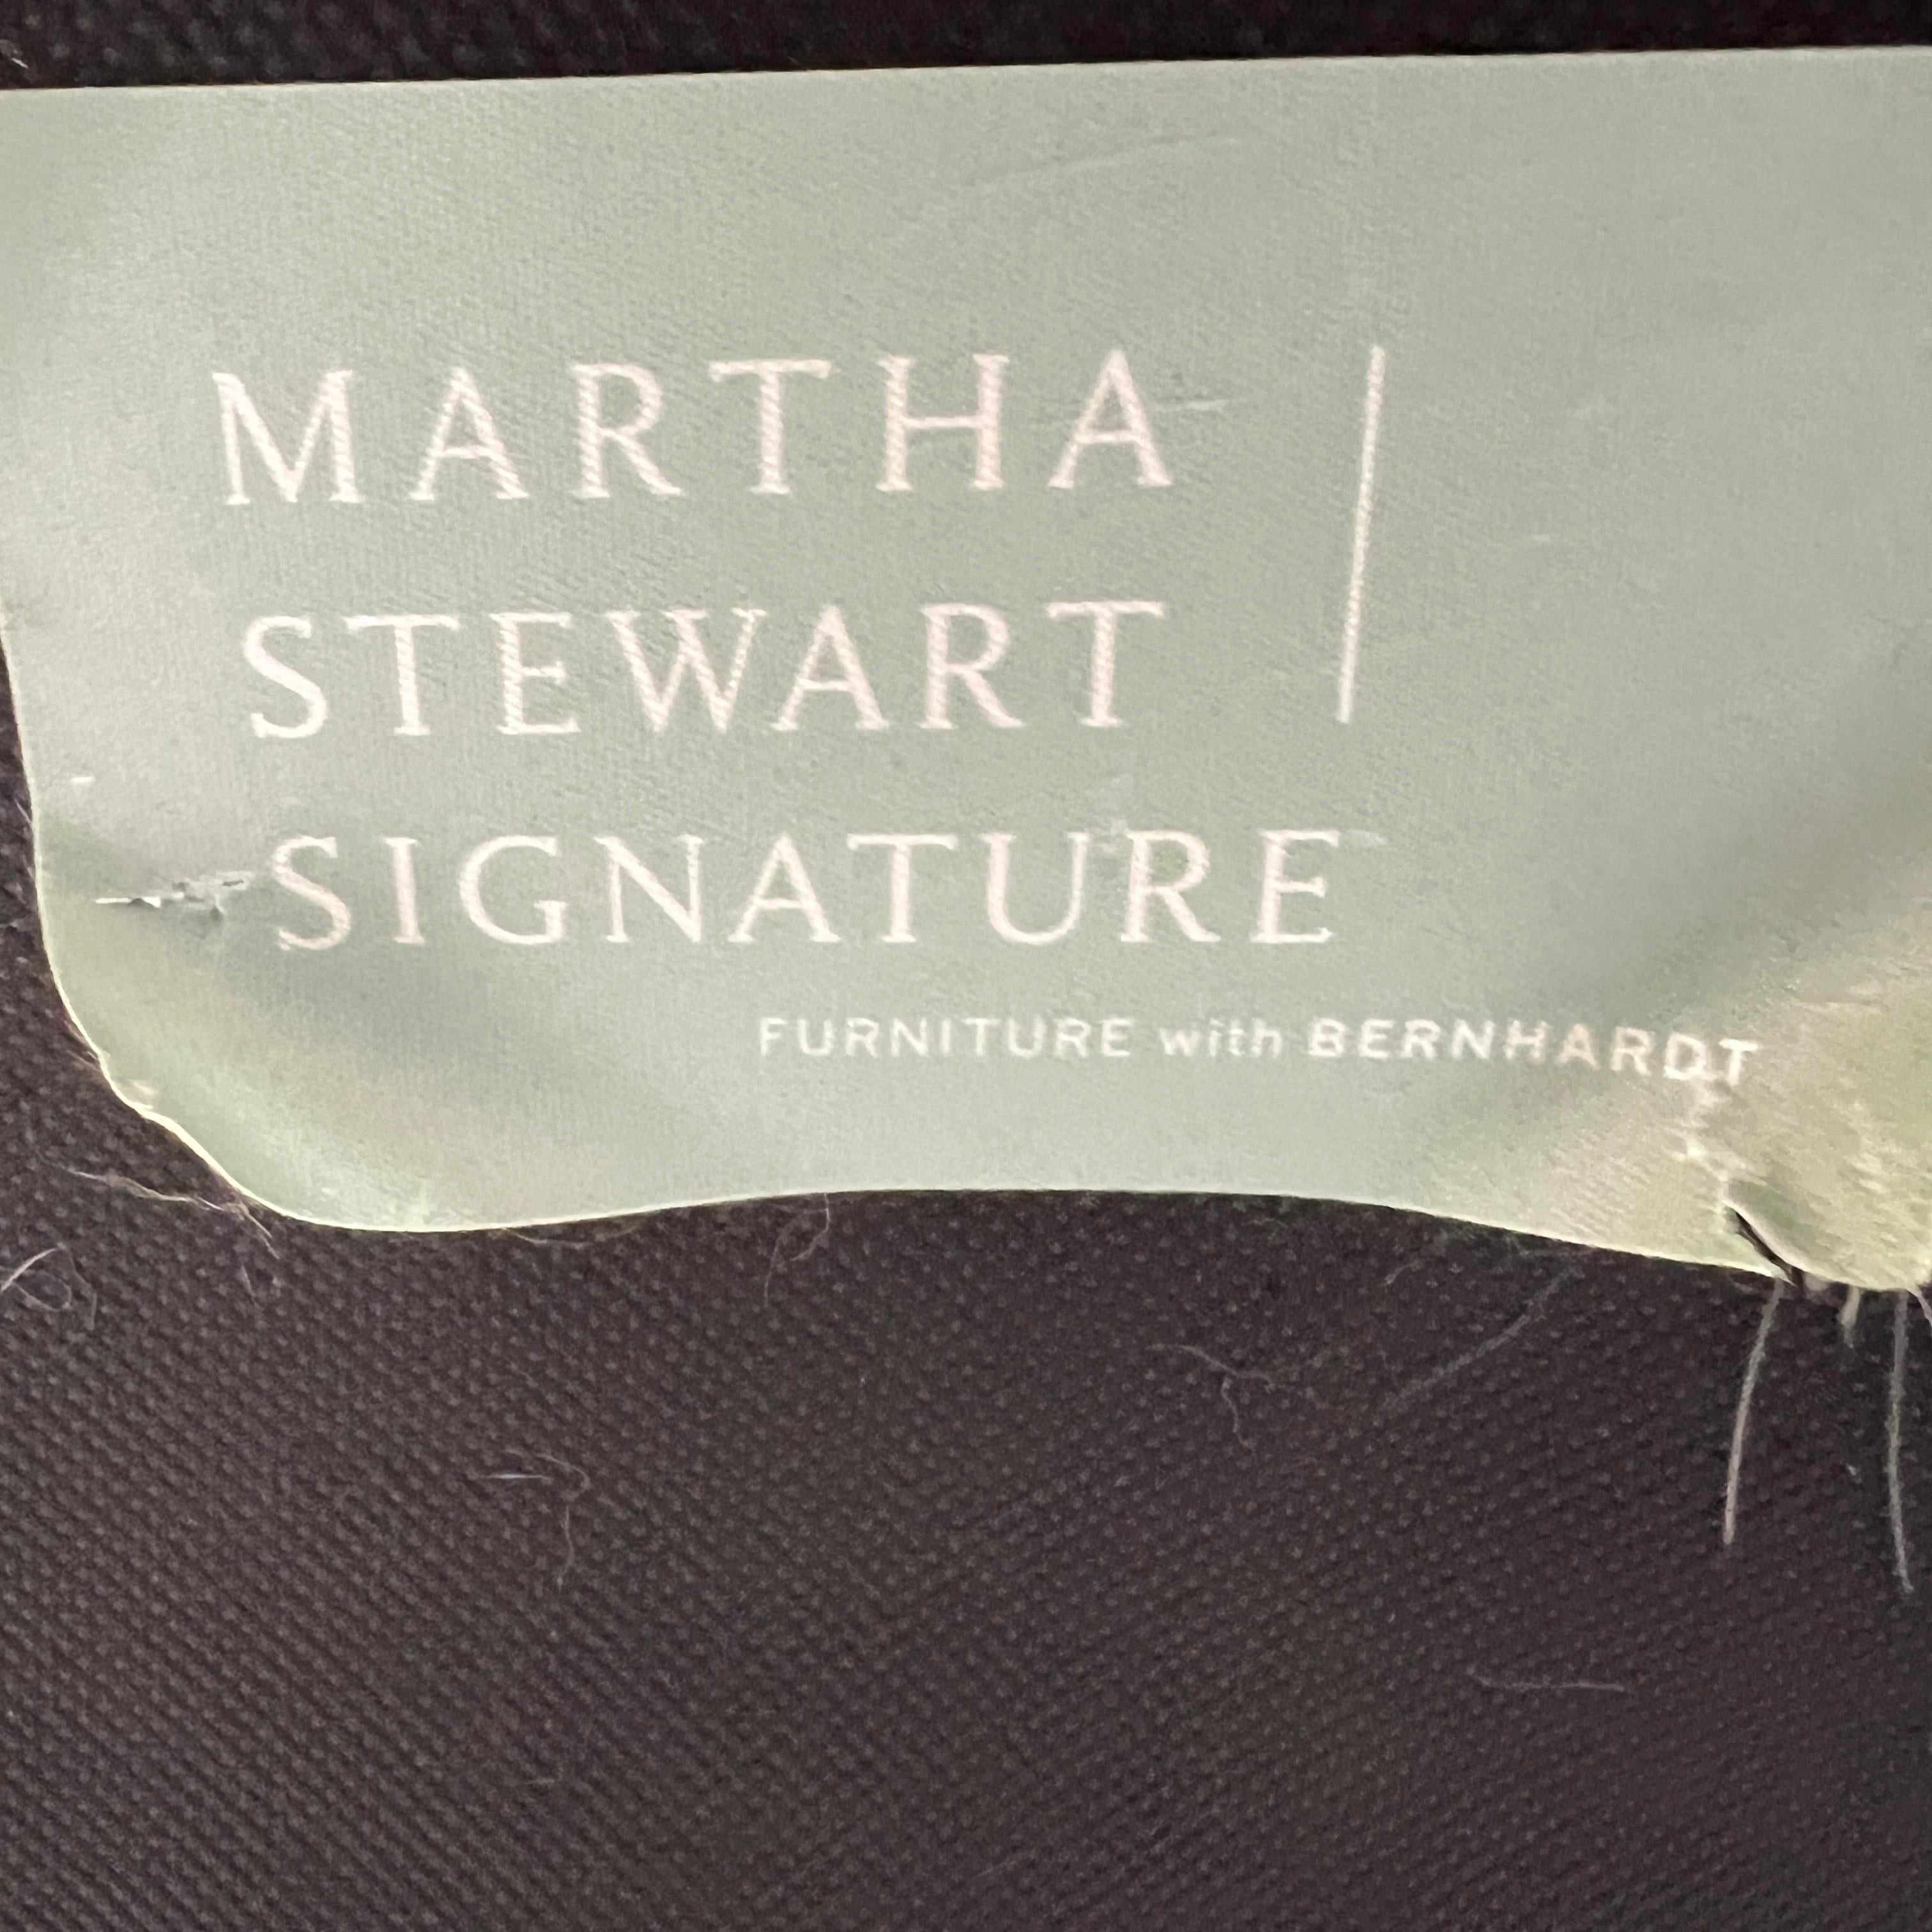 MARTHA
STEWART
SIGNATURE
FURNITURE with BERNHARDT